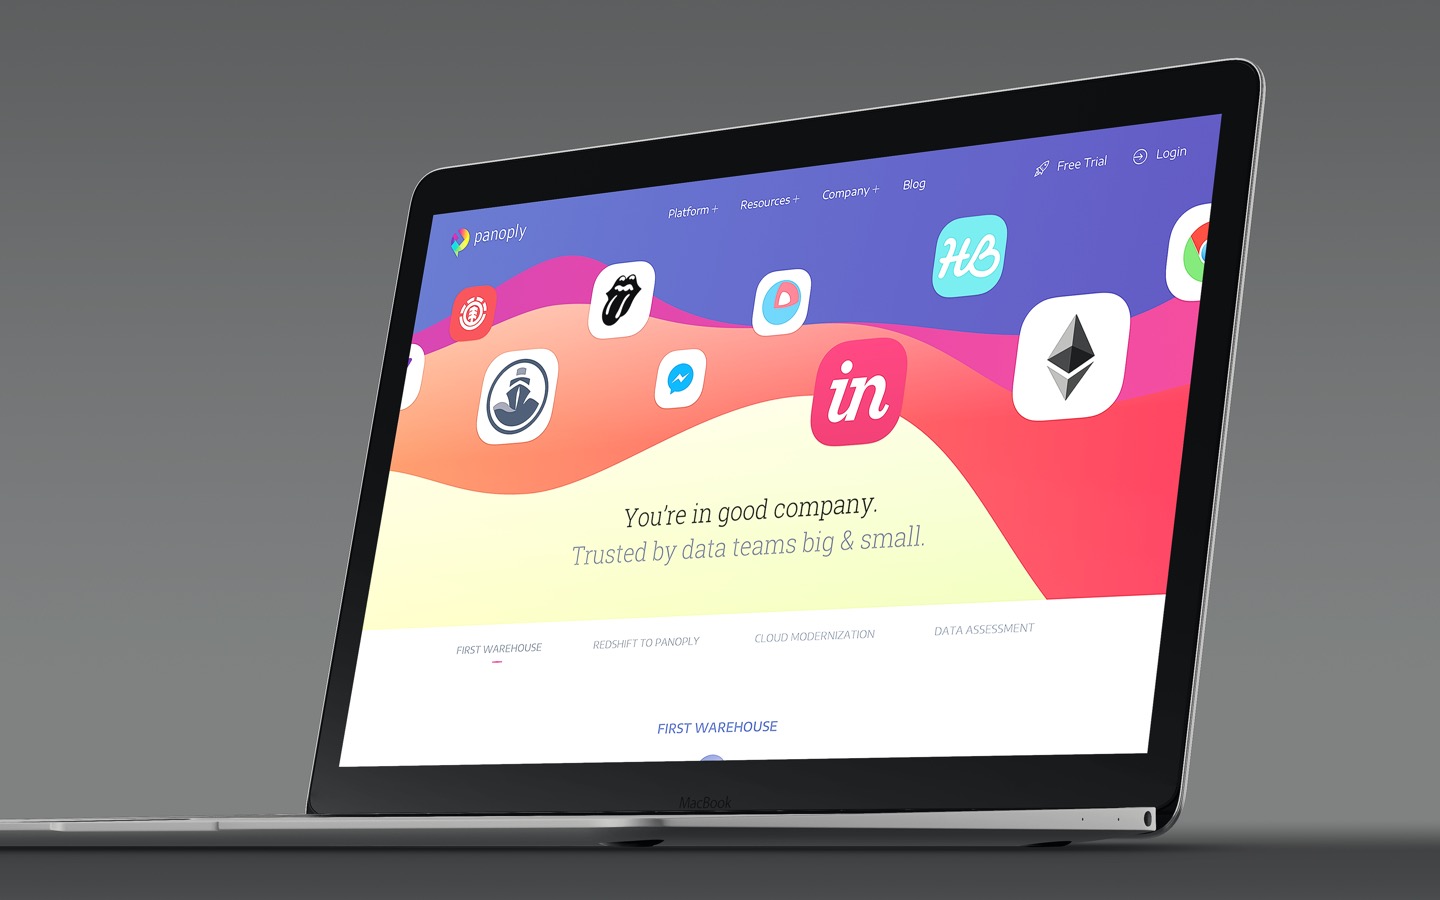 Free Trial
Login
Platform +
Resources +
Company +
Blog
panoply
HB
in
You're in good company.
Trusted by data teams big & small.
FIRST WAREHOUSE
REDSHIFT TO PANOPLY
CLOUD MODERNIZATION
DATA ASSESSMENT
FIRST WAREHOUSE
MacBook